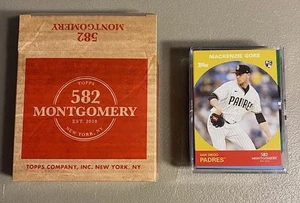 582
MONTGOMERY
TOPPS
582
MONTGOMERY
EST. 2019
NEW YORK, NY
TOPPS COMPANY, INC. NEW YORK, NY
MACKENZIE GORE
Topps
RC
PADRES
SAN DIEGO
PADRES
582
MONTGOMERY